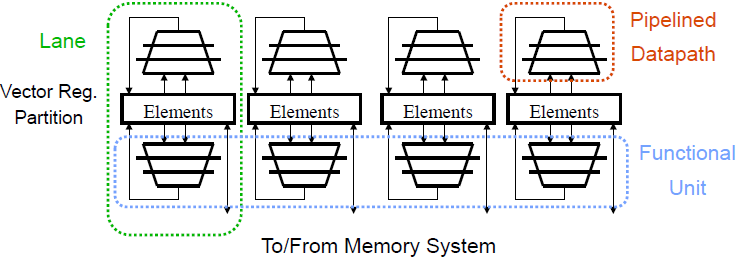 Lane
Pipelined
Datapath
Vector Reg.
Partition
Elements
Elements
Elements
Elements
Functional
Unit
To/From Memory System